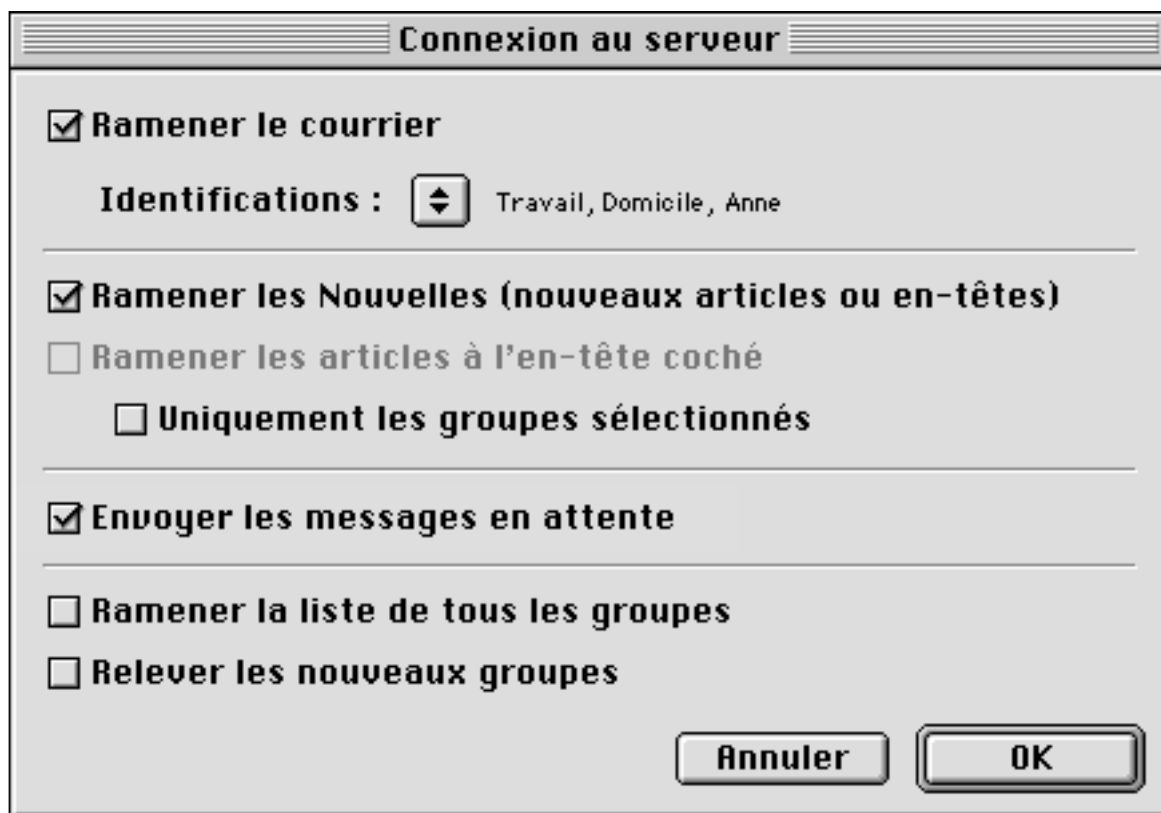 Connexion au serveur
Ramener le courrier
Identifications : Travail, Domicile, Anne
Ramener les Nouvelles (nouveaux articles ou en-têtes)
Ramener les articles à l'en-tête coché
Uniquement les groupes sélectionnés
Envoyer les messages en attente
Ramener la liste de tous les groupes
Relever les nouveaux groupes
Annuler OK